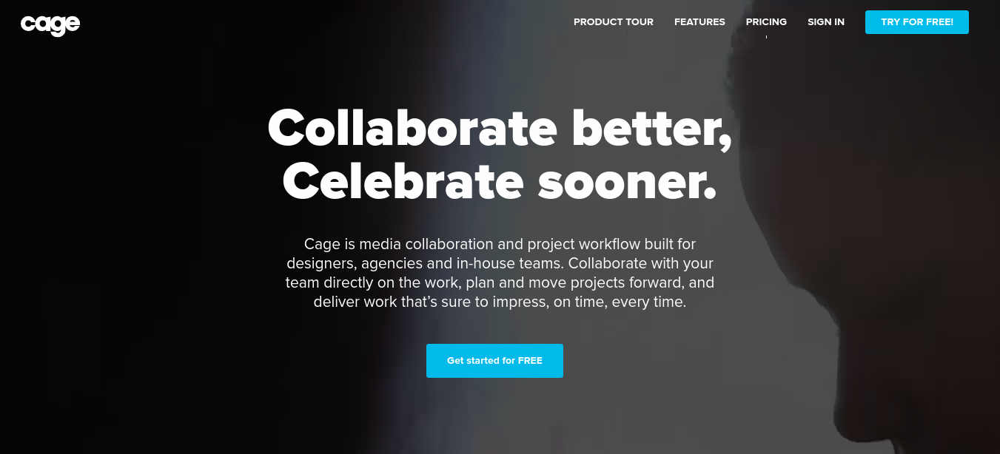 cage
PRODUCT TOUR FEATURES PRICING SIGN IN TRY FOR FREE!
Collaborate better,
Celebrate sooner.
Cage is media collaboration and project workflow built for
designers, agencies and in-house teams. Collaborate with your
team directly on the work, plan and move projects forward, and
deliver work that’s sure to impress, on time, every time.
Get started for FREE